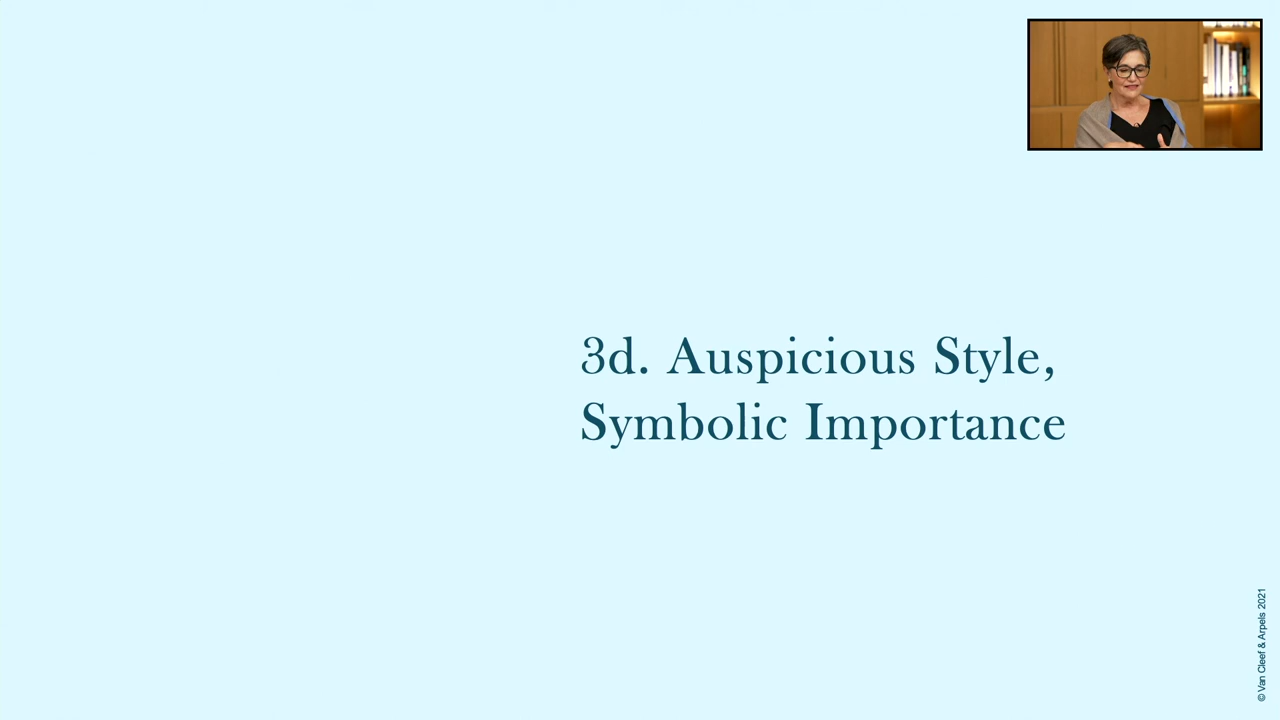 3d. Auspicious Style,
Symbolic Importance
© Van Cleef & Arpels 2021